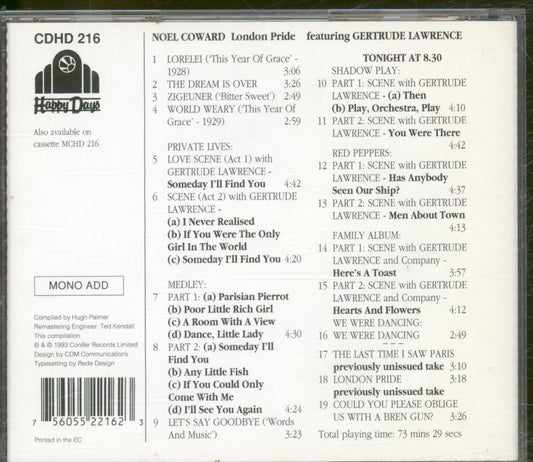 CDHD 216
Happy Days
Also available on
cassette MCHD 216
MONO ADD
Compiled by Hugh Palmer
Remastering Engineer: Ted Kendall
This compilation
℗ & © 1993 Conifer Records Limited
Design by CDM Communications
Typesetting by Rede Design
7 56055 22162 3
Printed in the EC
NOEL COWARD London Pride featuring GERTRUDE LAWRENCE
1 LORELEI ('This Year Of Grace' -
1928) 3:06
2 THE DREAM IS OVER 3:26
3 ZIGEUNER ('Bitter Sweet') 2:49
4 WORLD WEARY ('This Year Of
Grace' - 1929) 2:59
PRIVATE LIVES:
5 LOVE SCENE (Act 1) with
GERTRUDE LAWRENCE -
Someday I'll Find You 4:42
6 SCENE (Act 2) with GERTRUDE
LAWRENCE -
(a) I Never Realised
(b) If You Were The Only
Girl In The World
(c) Someday I'll Find You 4:20
MEDLEY:
7 PART 1: (a) Parisian Pierrot
(b) Poor Little Rich Girl
(c) A Room With A View
(d) Dance, Little Lady 4:30
8 PART 2: (a) Someday I'll
Find You
(b) Any Little Fish
(c) If You Could Only
Come With Me
(d) I'll See You Again 4:24
9 LET'S SAY GOODBYE ('Words
And Music') 3:23
TONIGHT AT 8.30
SHADOW PLAY:
10 PART 1: SCENE with GERTRUDE
LAWRENCE - (a) Then
(b) Play, Orchestra, Play 4:10
11 PART 2: SCENE with GERTRUDE
LAWRENCE - You Were There
4:42
RED PEPPERS:
12 PART 1: SCENE with GERTRUDE
LAWRENCE - Has Anybody
Seen Our Ship? 4:37
13 PART 2: SCENE with GERTRUDE
LAWRENCE - Men About Town
4:13
FAMILY ALBUM:
14 PART 1: SCENE with GERTRUDE
LAWRENCE and Company -
Here's A Toast 3:57
15 PART 2: SCENE with GERTRUDE
LAWRENCE and Company -
Hearts And Flowers 4:12
WE WERE DANCING:
16 WE WERE DANCING 2:49
17 THE LAST TIME I SAW PARIS
previously unissued take 3:10
18 LONDON PRIDE 3:18
previously unissued take
19 COULD YOU PLEASE OBLIGE
US WITH A BREN GUN? 3:26
Total playing time: 73 mins 29 secs